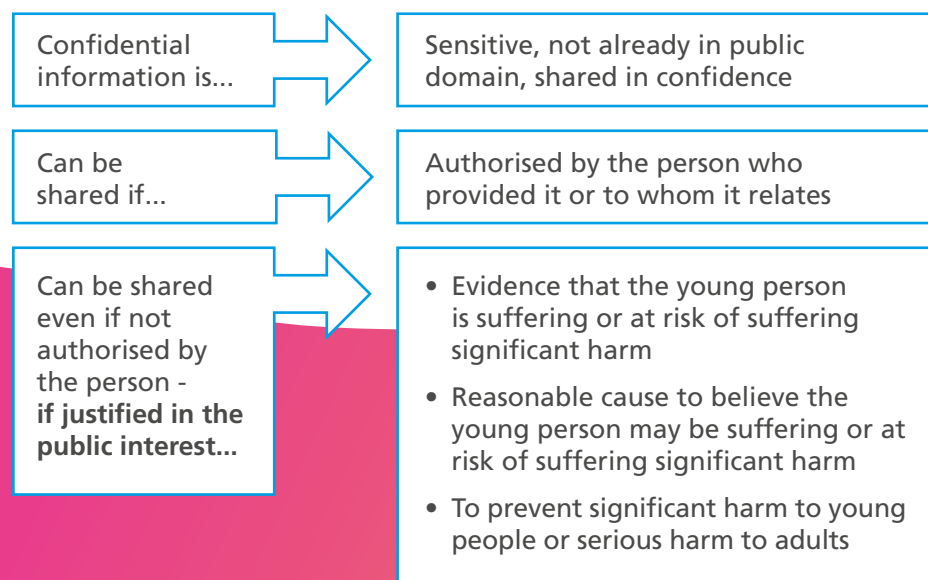 Confidential
information is...
Sensitive, not already in public
domain, shared in confidence
Can be
shared if...
Authorised by the person who
provided it or to whom it relates
Can be shared
even if not
authorised by
the person -
if justified in the
public interest...
• Evidence that the young person
is suffering or at risk of suffering
significant harm
• Reasonable cause to believe the
young person may be suffering or at
risk of suffering significant harm
• To prevent significant harm to young
people or serious harm to adults